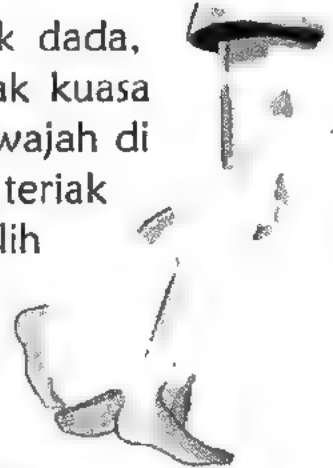 k dada,
ak kuasa
wajah di
teriak
lih